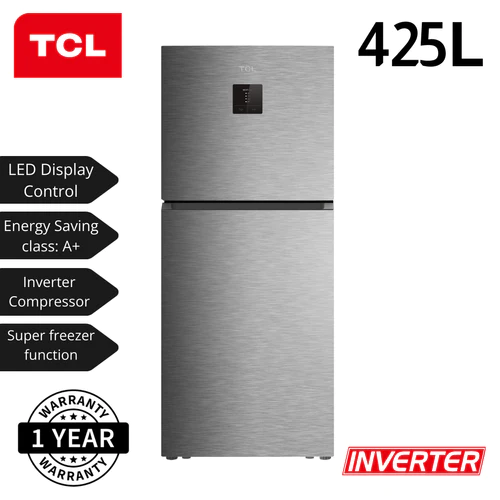 TCL
425L
TCL
LED Display
Control
Energy Saving
class: A+
Inverter
Compressor
Super freezer
function
WARRANTY
1 YEAR
WARRANTY
INVERTER